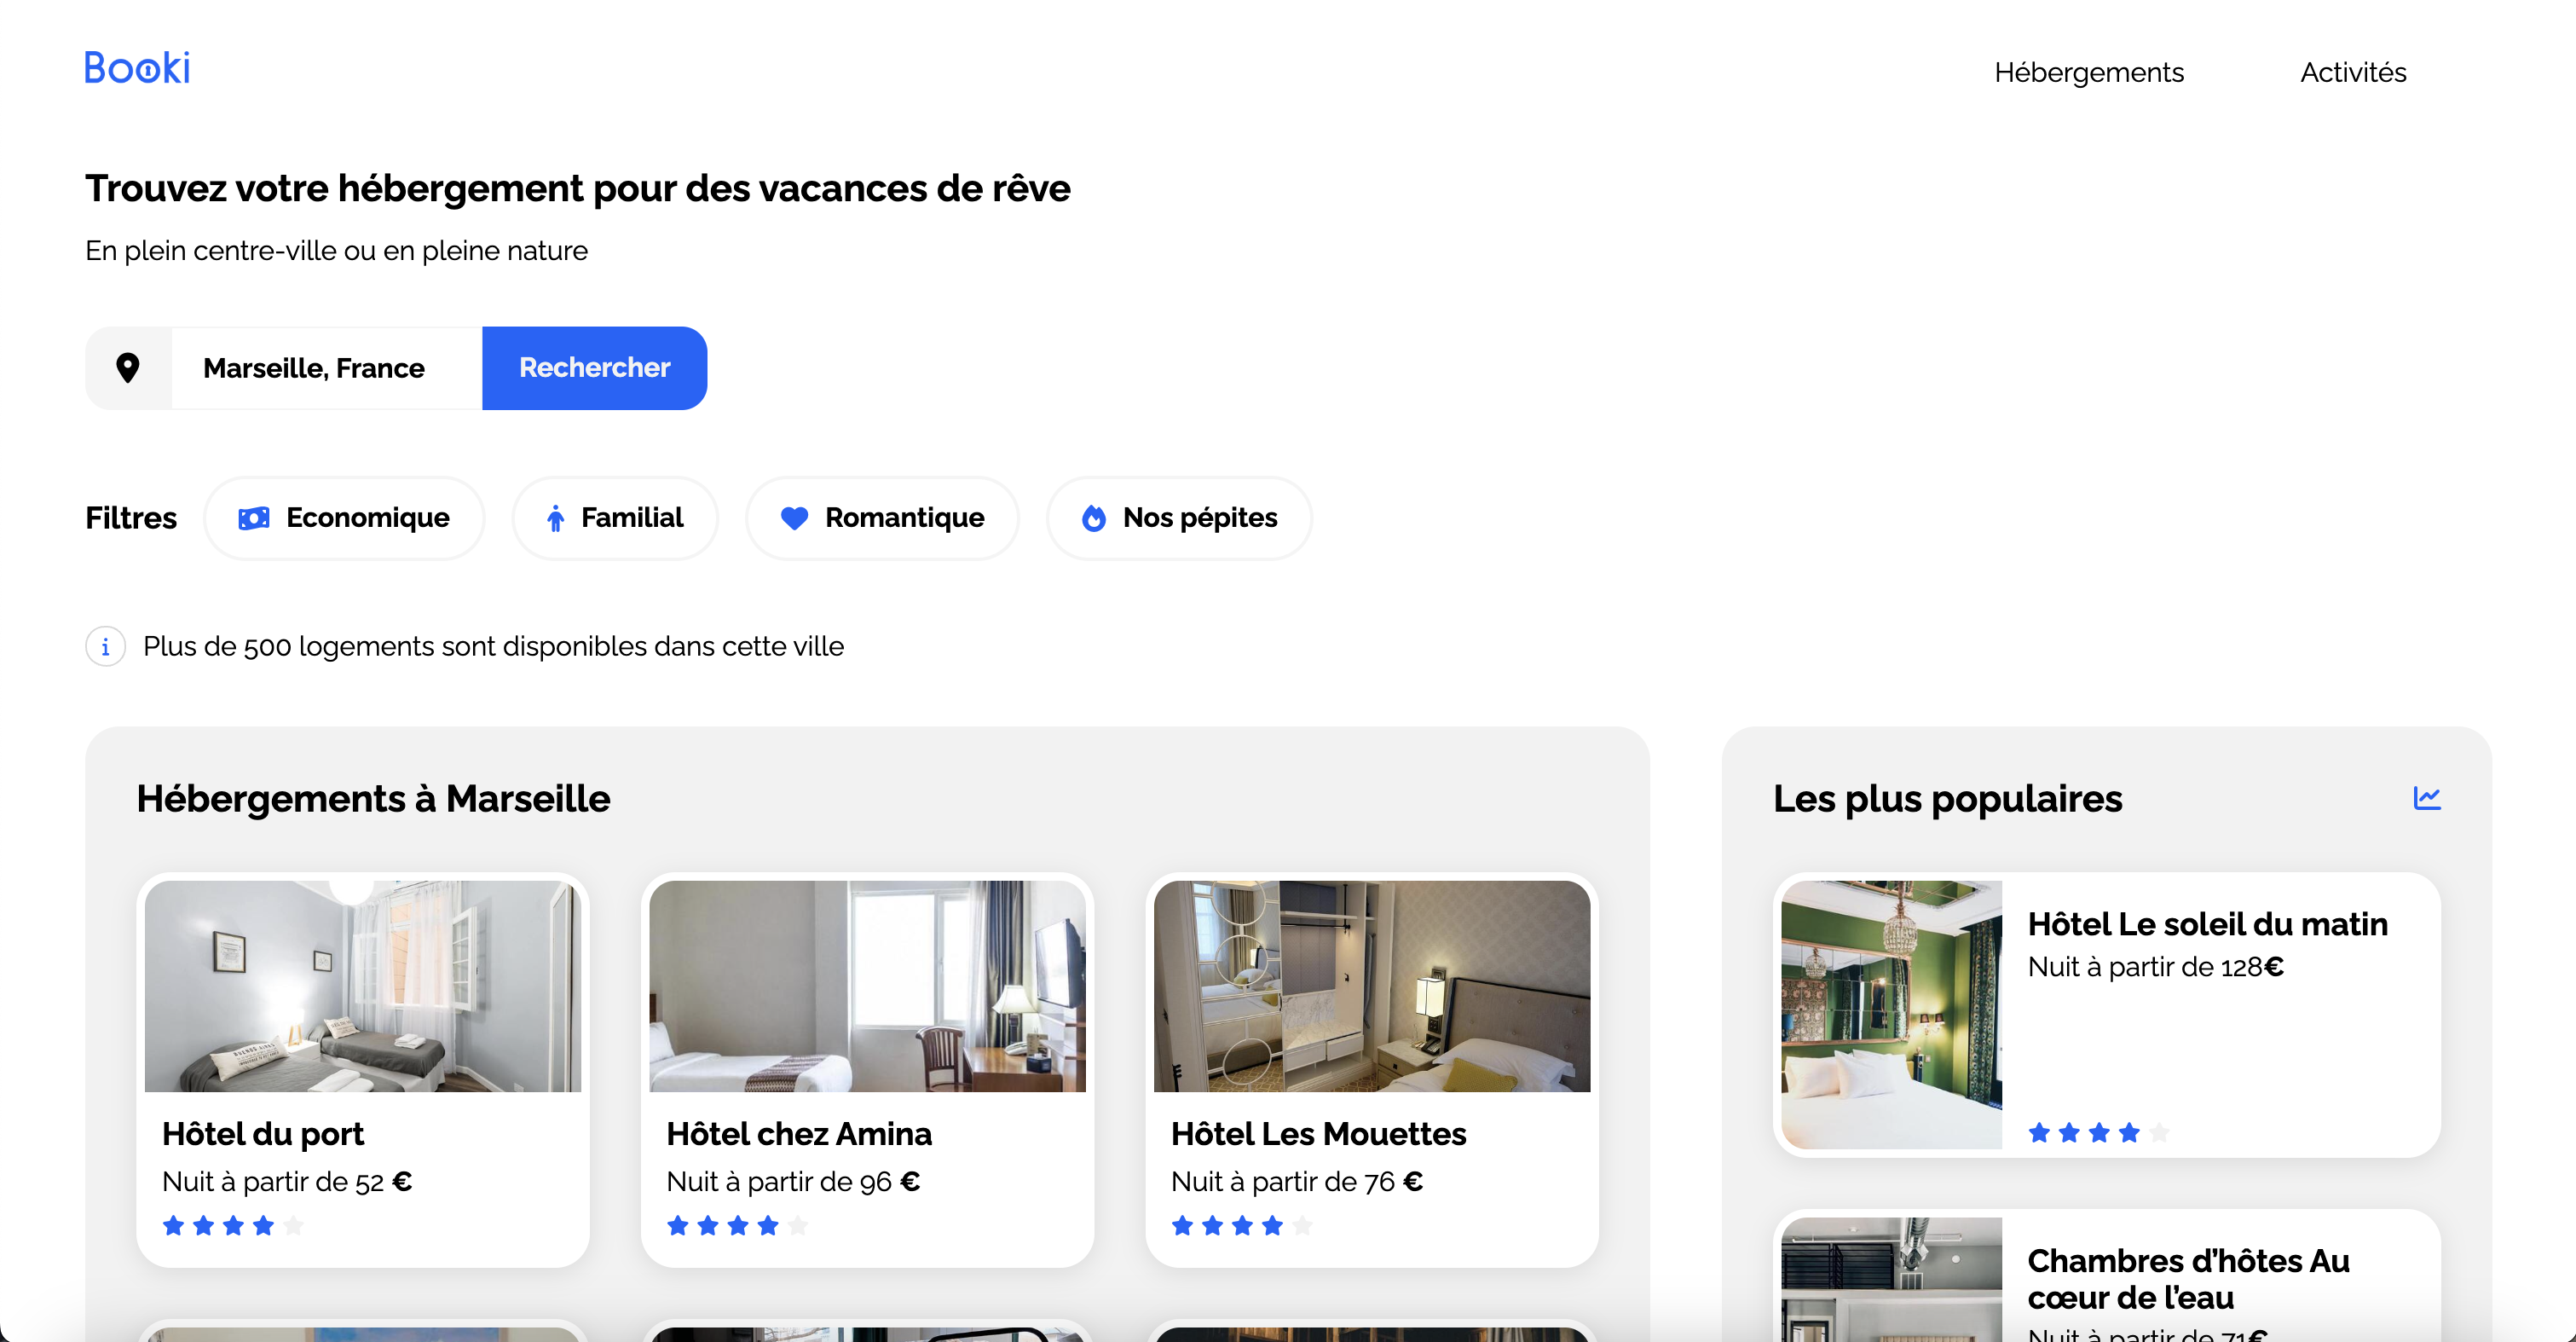 Booki
Hébergements
Activités
Trouvez votre hébergement pour des vacances de rêve
En plein centre-ville ou en pleine nature
Marseille, France
Rechercher
Filtres
Economique
Familial
Romantique
Nos pépites
i
Plus de 500 logements sont disponibles dans cette ville
Hébergements à Marseille
Hôtel du port
Nuit à partir de 52 €
Hôtel chez Amina
Nuit à partir de 96 €
Hôtel Les Mouettes
Nuit à partir de 76 €
Les plus populaires
Hôtel Le soleil du matin
Nuit à partir de 128€
Chambres d’hôtes Au
cœur de l’eau
Nuit à partir de 71€